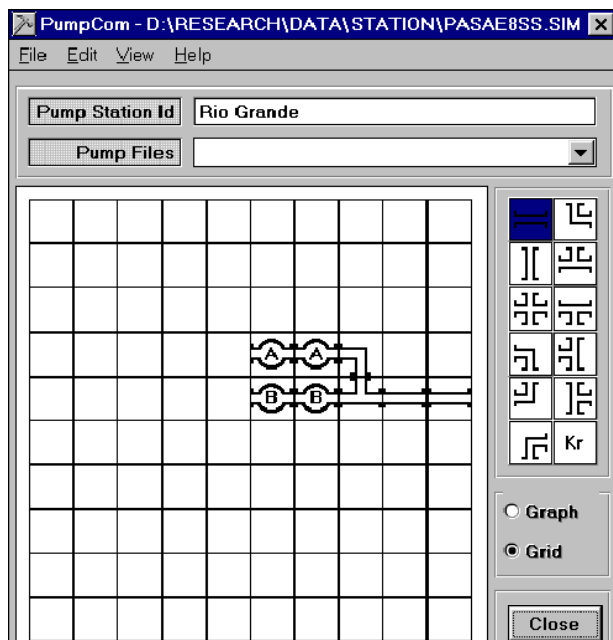 PumpCom - D:\RESEARCH\DATA\STATION\PASAE8SS.SIM
File Edit View Help
Pump Station Id Rio Grande
Pump Files
A A
B B
Kr
Graph
Grid
Close